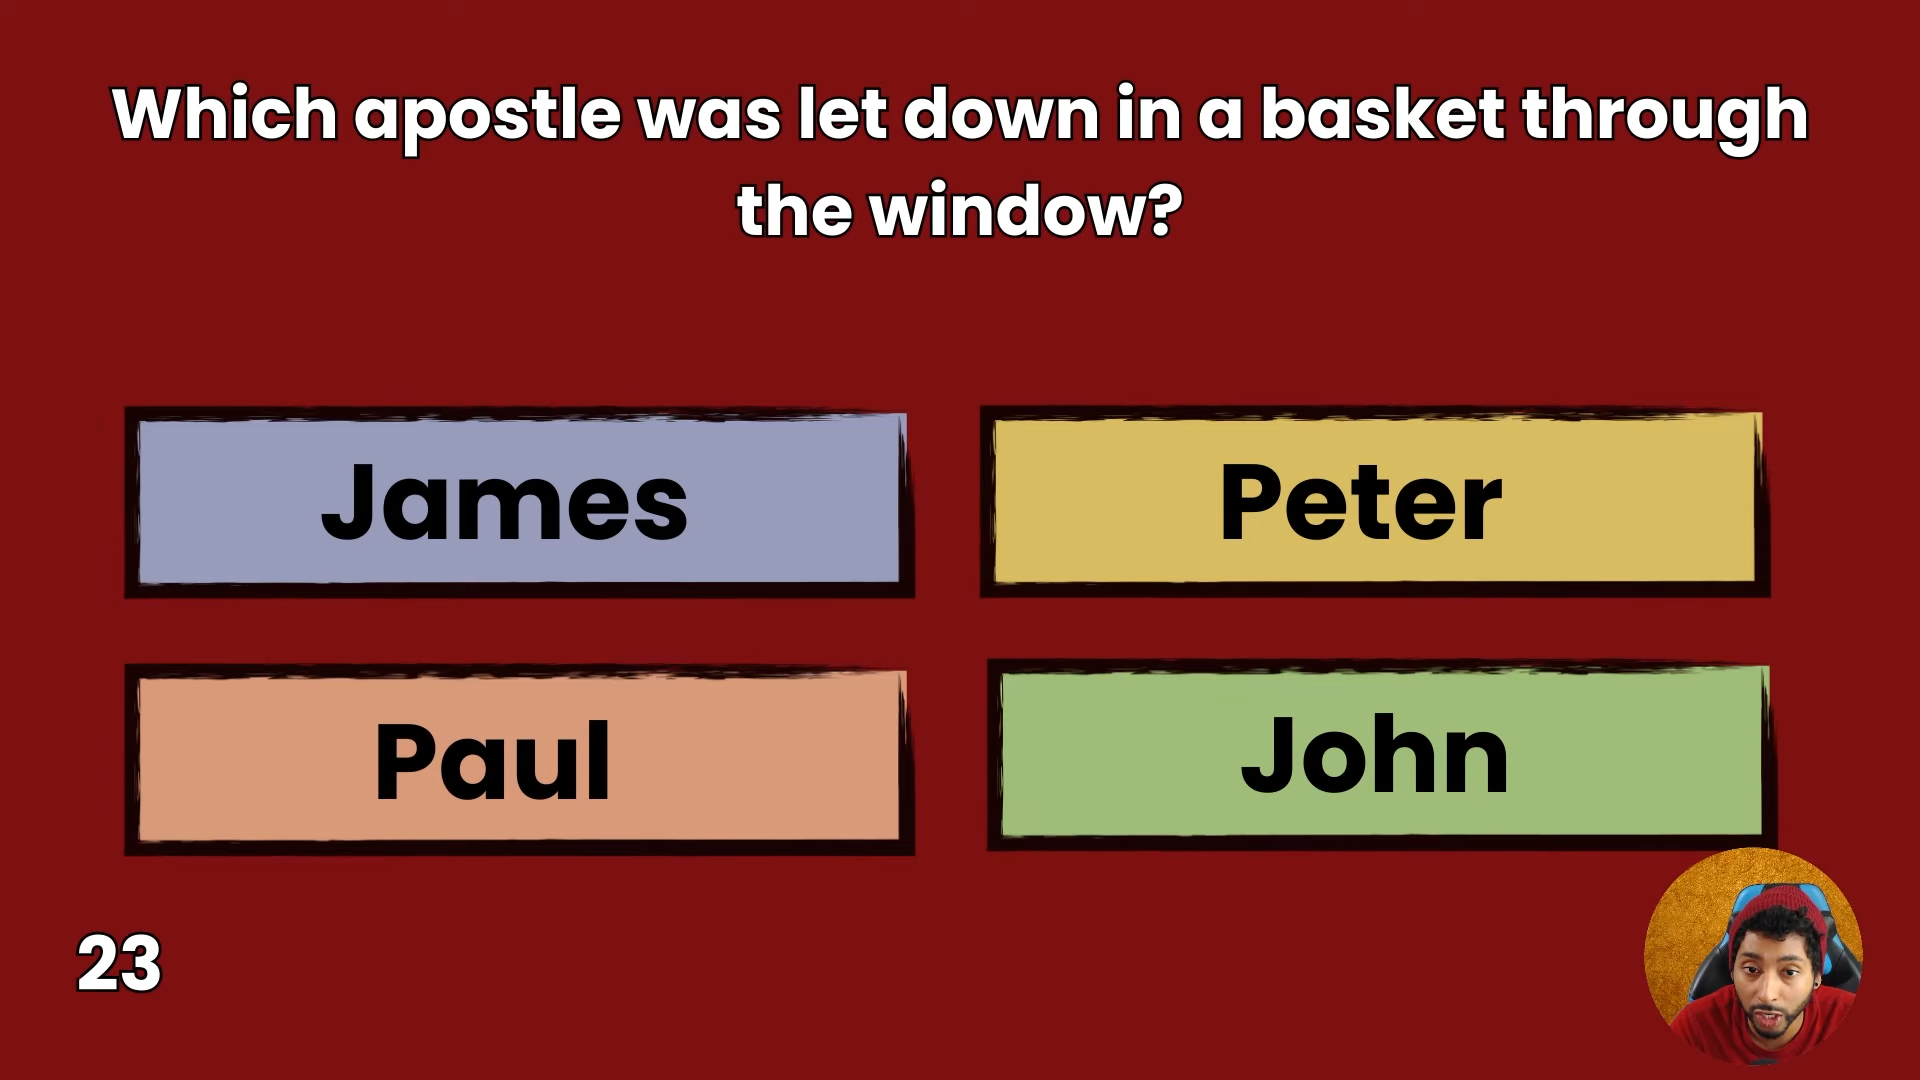 Which apostle was let down in a basket through
the window?
James
Peter
Paul
John
23